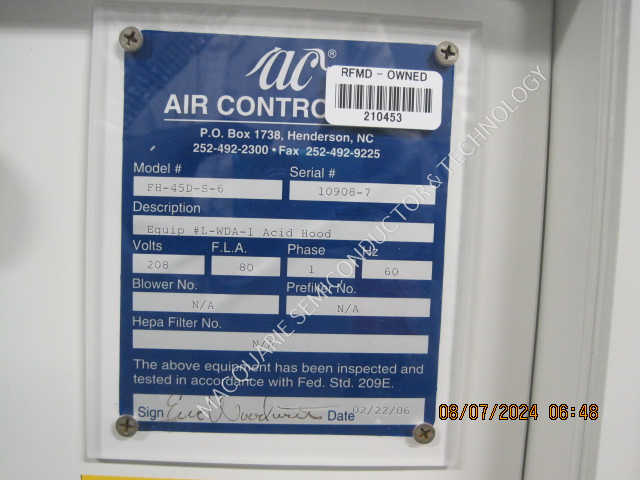 ac®
RFMD - OWNED
210453
AIR CONTRO
P.O. Box 1738, Henderson, NC
252-492-2300 • Fax 252-492-9225
Model # Serial #
FH-45D-S-6 10908-7
Description
Equip #L-WDA-1 Acid Hood
Volts F.L.A. Phase Hz
208 80 1 60
Blower No. Prefilter No.
N/A N/A
Hepa Filter No.
The above equipment has been inspected and
tested in accordance with Fed. Std. 209E.
Sign Date 02/22/06
MACQUARIE SEMICONDUCTOR & TECHNOLOGY
08/07/2024 06:48